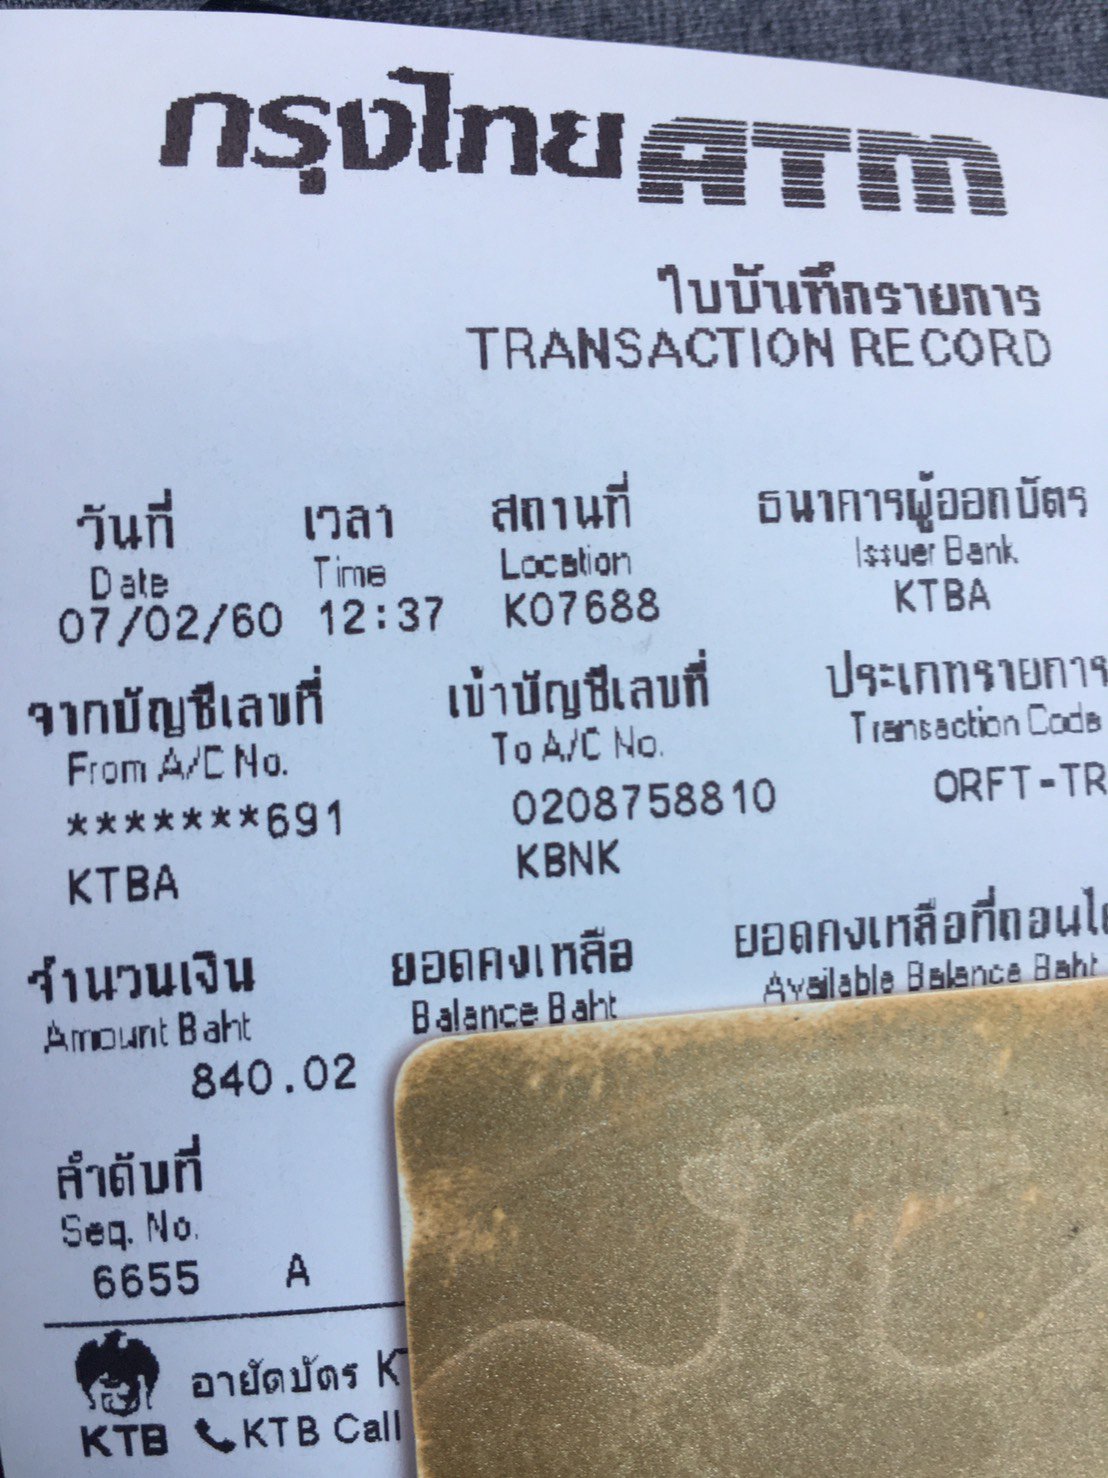 กรุงไทย ATM
ใบบันทึกรายการ
TRANSACTION RECORD
วันที่ เวลา สถานที่ ธนาคารผู้ออกบัตร
Date Time Location Issuer Bank
07/02/60 12:37 K07688 KTBA
จากบัญชีเลขที่ เข้าบัญชีเลขที่ ประเภทรายการ
From A/C No. To A/C No. Transaction Code
*******691 0208758810 ORFT-TR
KTBA KBNK
จำนวนเงิน ยอดคงเหลือ ยอดคงเหลือที่ถอนได
Amount Baht Balance Baht Available Balance Baht
840.02
ลำดับที่
Seq. No.
6655 A
อายัดบัตร K
KTB KTB Call